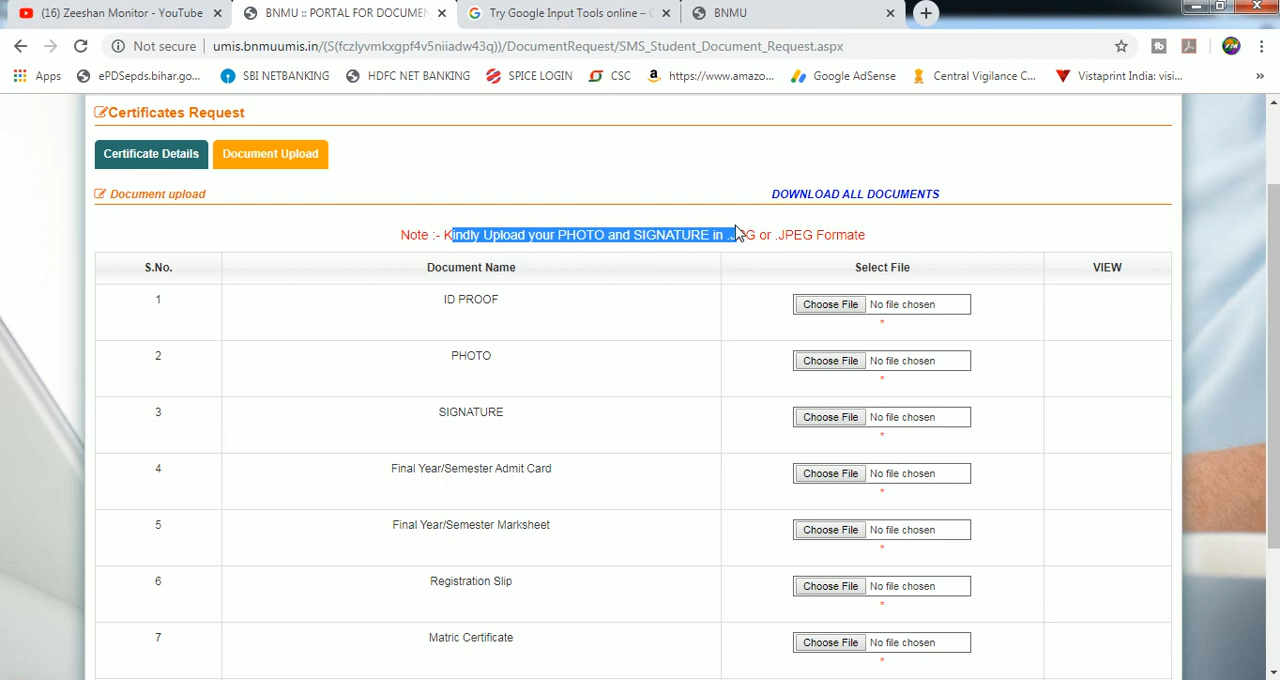 (16) Zeeshan Monitor - YouTube
BNMU :: PORTAL FOR DOCUMEN
Try Google Input Tools online –
BNMU
Not secure
umis.bnmuumis.in/(S(fczlyvmkxgpf4v5niiadw43q))/DocumentRequest/SMS_Student_Document_Request.aspx
Apps
ePDSepds.bihar.go...
SBI NETBANKING
HDFC NET BANKING
SPICE LOGIN
CSC
https://www.amazo...
Google AdSense
Central Vigilance C...
Vistaprint India: visi...
»
Certificates Request
Certificate Details
Document Upload
Document upload
DOWNLOAD ALL DOCUMENTS
Note :- Kindly Upload your PHOTO and SIGNATURE in .JPG or .JPEG Formate
S.No. Document Name Select File VIEW
1 ID PROOF Choose File No file chosen
*
2 PHOTO Choose File No file chosen
*
3 SIGNATURE Choose File No file chosen
*
4 Final Year/Semester Admit Card Choose File No file chosen
*
5 Final Year/Semester Marksheet Choose File No file chosen
*
6 Registration Slip Choose File No file chosen
*
7 Matric Certificate Choose File No file chosen
*